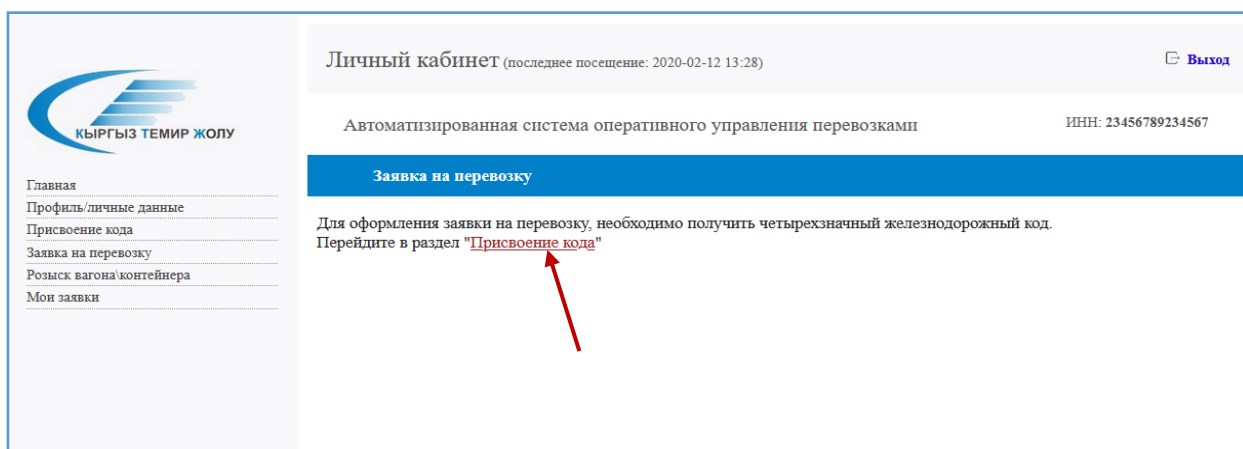 Личный кабинет (последнее посещение: 2020-02-12 13:28)
Выход
КЫРГЫЗ ТЕМИР ЖОЛУ
Автоматизированная система оперативного управления перевозками
ИНН: 23456789234567
Заявка на перевозку
Главная
Профиль/личные данные
Присвоение кода
Заявка на перевозку
Розыск вагона\контейнера
Мои заявки
Для оформления заявки на перевозку, необходимо получить четырехзначный железнодорожный код.
Перейдите в раздел "Присвоение кода"